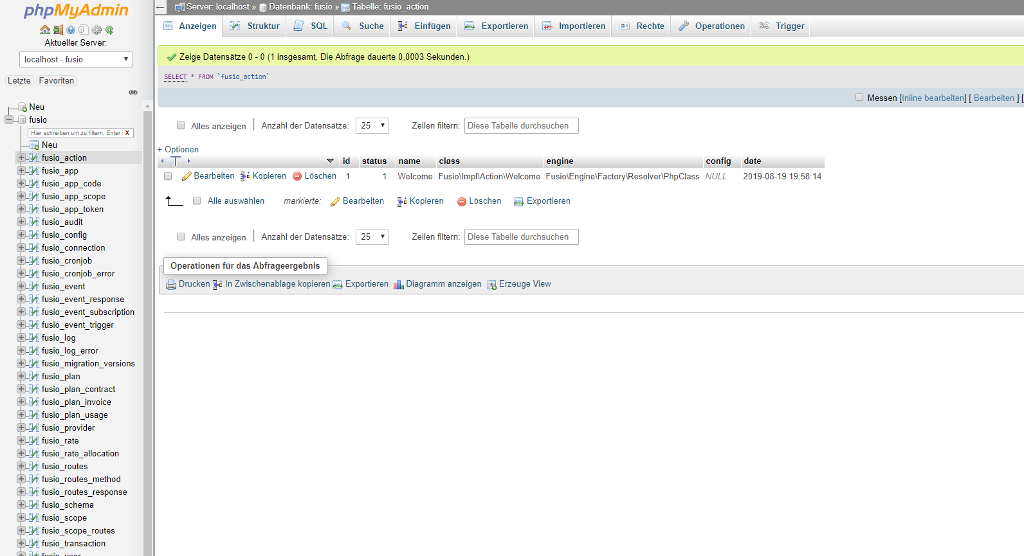 phpMyAdmin
Aktueller Server:
localhost - fusio
Letzte Favoriten
Neu
fusio
Hier schreiben um zu filtern, Enter X
Neu
fusio_action
fusio_app
fusio_app_code
fusio_app_scope
fusio_app_token
fusio_audit
fusio_config
fusio_connection
fusio_cronjob
fusio_cronjob_error
fusio_event
fusio_event_response
fusio_event_subscription
fusio_event_trigger
fusio_log
fusio_log_error
fusio_migration_versions
fusio_plan
fusio_plan_contract
fusio_plan_invoice
fusio_plan_usage
fusio_provider
fusio_rate
fusio_rate_allocation
fusio_routes
fusio_routes_method
fusio_routes_response
fusio_schema
fusio_scope
fusio_scope_routes
fusio_transaction
Server: localhost » Datenbank: fusio » Tabelle: fusio_action
Anzeigen Struktur SQL Suche Einfügen Exportieren Importieren Rechte Operationen Trigger
Zeige Datensätze 0 - 0 (1 insgesamt, Die Abfrage dauerte 0,0003 Sekunden.)
SELECT * FROM `fusio_action`
Messen [Inline bearbeiten] [ Bearbeiten ] [
Alles anzeigen Anzahl der Datensätze: 25 Zeilen filtern: Diese Tabelle durchsuchen
+ Optionen
id status name class engine config date
Bearbeiten Kopieren Löschen 1 1 Welcome Fusio\Impl\Action\Welcome Fusio\Engine\Factory\Resolver\PhpClass NULL 2019-08-19 19:58:14
Alle auswählen markierte: Bearbeiten Kopieren Löschen Exportieren
Alles anzeigen Anzahl der Datensätze: 25 Zeilen filtern: Diese Tabelle durchsuchen
Operationen für das Abfrageergebnis
Drucken In Zwischenablage kopieren Exportieren Diagramm anzeigen Erzeuge View